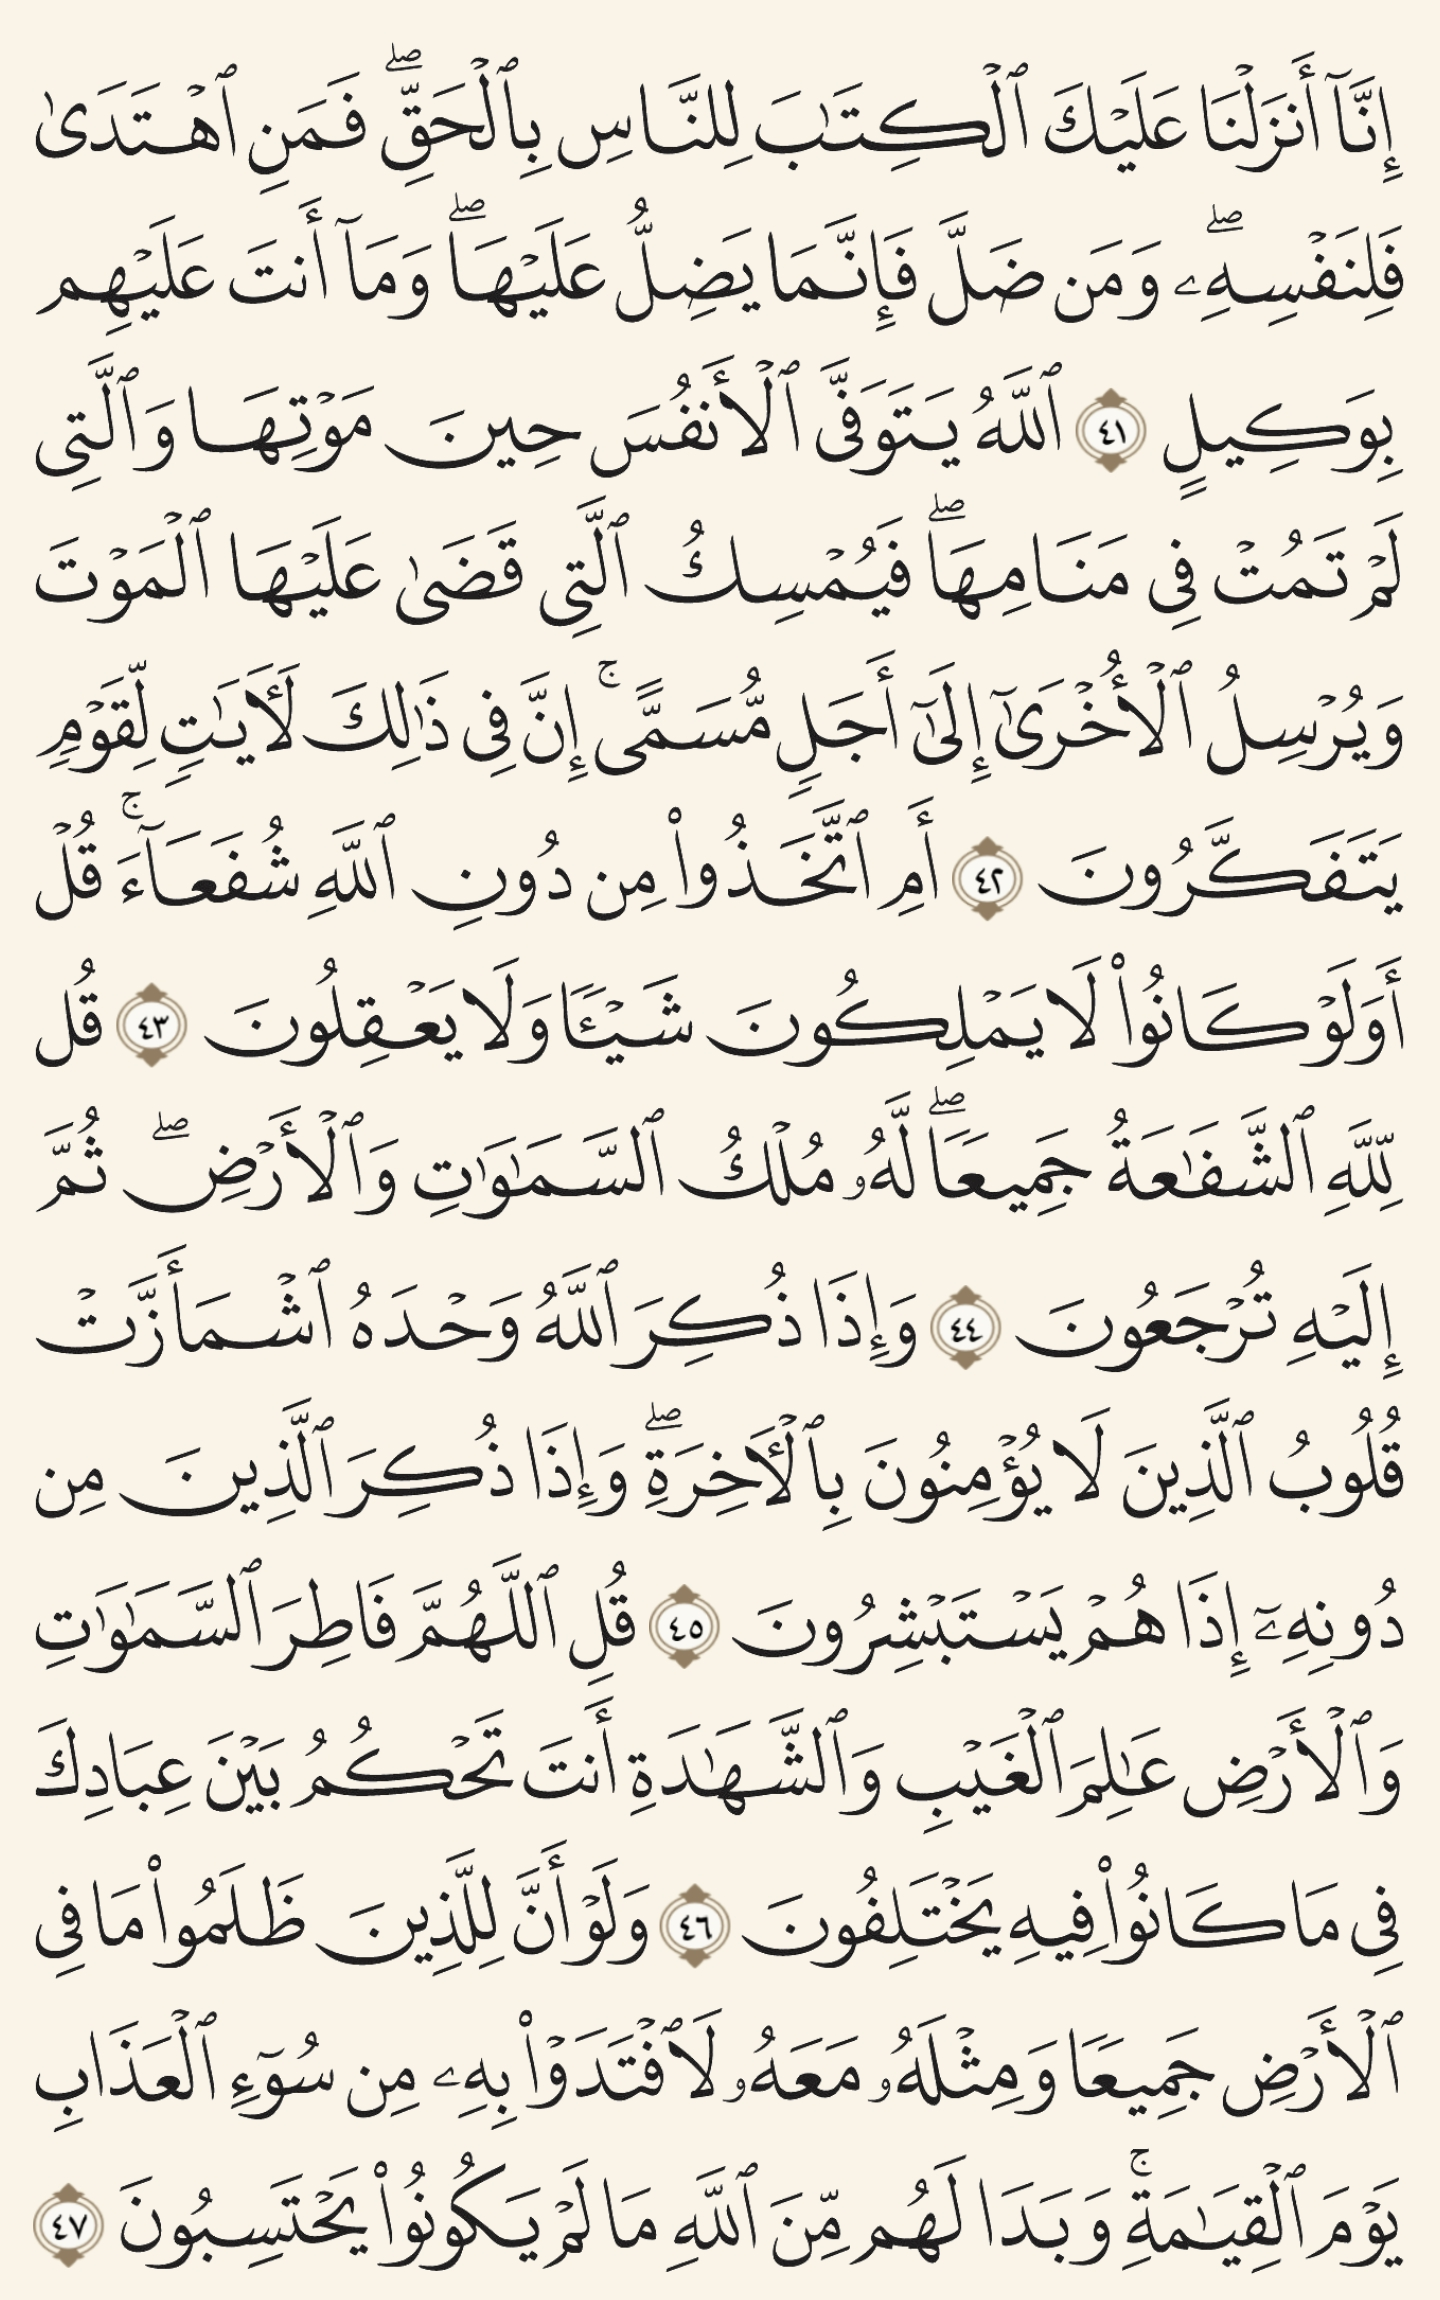 إِنَّآ أَنزَلۡنَا عَلَيۡكَ ٱلۡكِتَٰبَ لِلنَّاسِ بِٱلۡحَقِّۖ فَمَنِ ٱهۡتَدَىٰ
فَلِنَفۡسِهِۦۖ وَمَن ضَلَّ فَإِنَّمَا يَضِلُّ عَلَيۡهَاۖ وَمَآ أَنتَ عَلَيۡهِم
بِوَكِيلٍ ٤١ ٱللَّهُ يَتَوَفَّى ٱلۡأَنفُسَ حِينَ مَوۡتِهَا وَٱلَّتِي
لَمۡ تَمُتۡ فِي مَنَامِهَاۖ فَيُمۡسِكُ ٱلَّتِي قَضَىٰ عَلَيۡهَا ٱلۡمَوۡتَ
وَيُرۡسِلُ ٱلۡأُخۡرَىٰٓ إِلَىٰٓ أَجَلٖ مُّسَمًّىۚ إِنَّ فِي ذَٰلِكَ لَأٓيَٰتٖ لِّقَوۡمٖ
يَتَفَكَّرُونَ ٤٢ أَمِ ٱتَّخَذُواْ مِن دُونِ ٱللَّهِ شُفَعَآءَۚ قُلۡ
أَوَلَوۡ كَانُواْ لَا يَمۡلِكُونَ شَيۡـٔٗا وَلَا يَعۡقِلُونَ ٤٣ قُل
لِّلَّهِ ٱلشَّفَٰعَةُ جَمِيعٗاۖ لَّهُۥ مُلۡكُ ٱلسَّمَٰوَٰتِ وَٱلۡأَرۡضِۖ ثُمَّ
إِلَيۡهِ تُرۡجَعُونَ ٤٤ وَإِذَا ذُكِرَ ٱللَّهُ وَحۡدَهُ ٱشۡمَأَزَّتۡ
قُلُوبُ ٱلَّذِينَ لَا يُؤۡمِنُونَ بِٱلۡأٓخِرَةِۖ وَإِذَا ذُكِرَ ٱلَّذِينَ مِن
دُونِهِۦٓ إِذَا هُمۡ يَسۡتَبۡشِرُونَ ٤٥ قُلِ ٱللَّهُمَّ فَاطِرَ ٱلسَّمَٰوَٰتِ
وَٱلۡأَرۡضِ عَٰلِمَ ٱلۡغَيۡبِ وَٱلشَّهَٰدَةِ أَنتَ تَحۡكُمُ بَيۡنَ عِبَادِكَ
فِي مَا كَانُواْ فِيهِ يَخۡتَلِفُونَ ٤٦ وَلَوۡ أَنَّ لِلَّذِينَ ظَلَمُواْ مَا فِي
ٱلۡأَرۡضِ جَمِيعٗا وَمِثۡلَهُۥ مَعَهُۥ لَٱفۡتَدَوۡاْ بِهِۦ مِن سُوٓءِ ٱلۡعَذَابِ
يَوۡمَ ٱلۡقِيَٰمَةِۚ وَبَدَا لَهُم مِّنَ ٱللَّهِ مَا لَمۡ يَكُونُواْ يَحۡتَسِبُونَ ٤٧